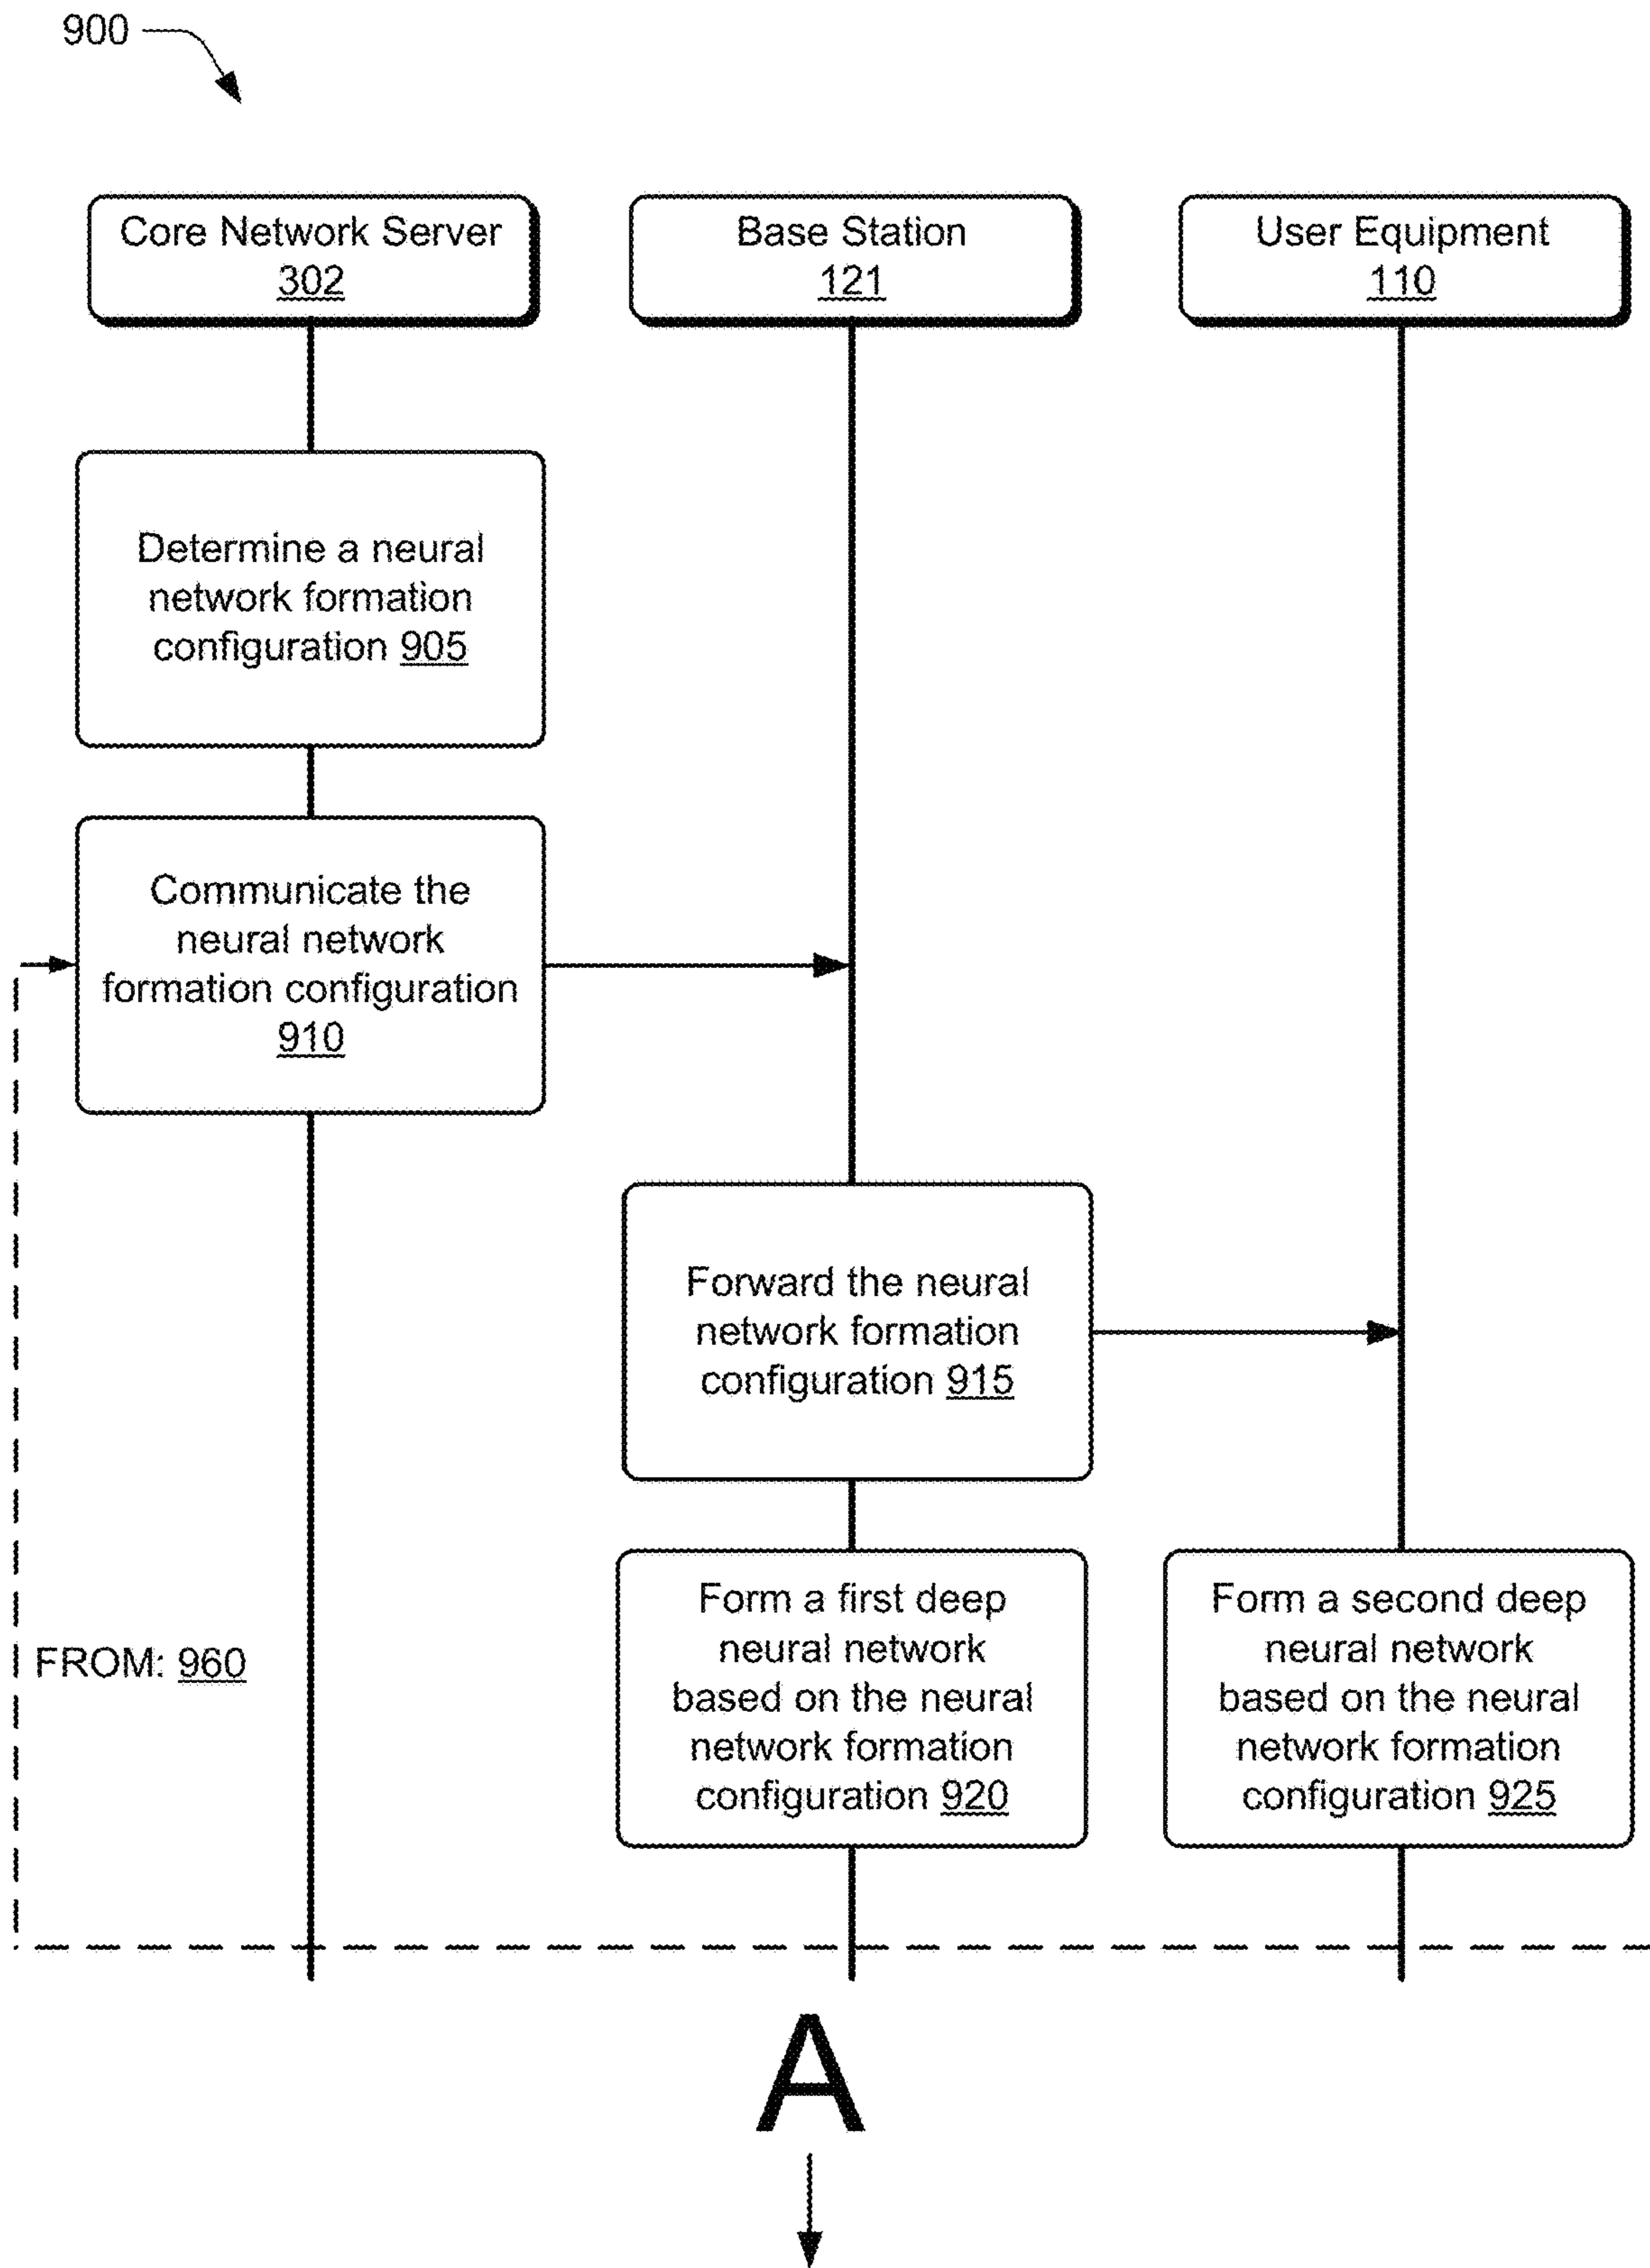 900
Core Network Server
302
Base Station
121
User Equipment
110
Determine a neural
network formation
configuration 905
Communicate the
neural network
formation configuration
910
Forward the neural
network formation
configuration 915
Form a first deep
neural network
based on the neural
network formation
configuration 920
Form a second deep
neural network
based on the neural
network formation
configuration 925
FROM: 960
A